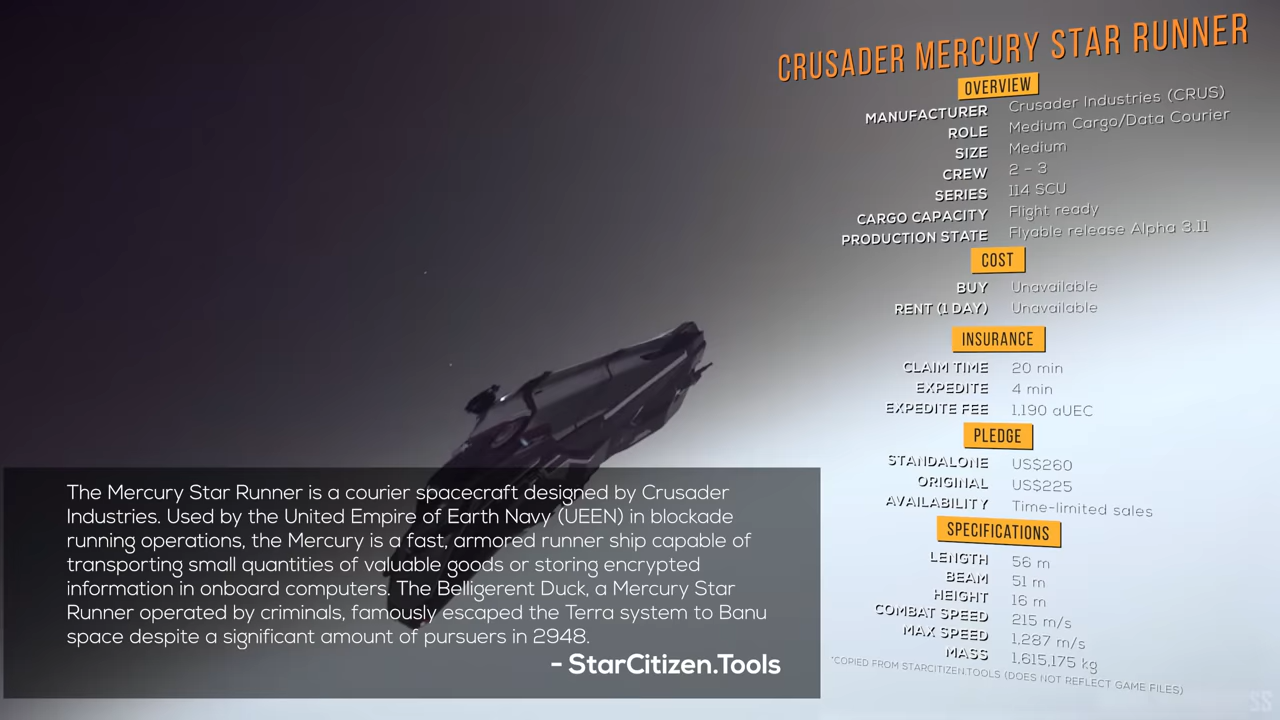 CRUSADER MERCURY STAR RUNNER
OVERVIEW
MANUFACTURER Crusader Industries (CRUS)
ROLE Medium Cargo/Data Courier
SIZE Medium
CREW 2 - 3
SERIES 114 SCU
CARGO CAPACITY Flight ready
PRODUCTION STATE Flyable release Alpha 3.11
COST
BUY Unavailable
RENT (1 DAY) Unavailable
INSURANCE
CLAIM TIME 20 min
EXPEDITE 4 min
EXPEDITE FEE 1,190 aUEC
PLEDGE
STANDALONE US$260
ORIGINAL US$225
AVAILABILITY Time-limited sales
SPECIFICATIONS
LENGTH 56 m
BEAM 51 m
HEIGHT 16 m
COMBAT SPEED 215 m/s
MAX SPEED 1,287 m/s
MASS 1,615,175 kg
*COPIED FROM STARCITIZEN.TOOLS (DOES NOT REFLECT GAME FILES)
The Mercury Star Runner is a courier spacecraft designed by Crusader
Industries. Used by the United Empire of Earth Navy (UEEN) in blockade
running operations, the Mercury is a fast, armored runner ship capable of
transporting small quantities of valuable goods or storing encrypted
information in onboard computers. The Belligerent Duck, a Mercury Star
Runner operated by criminals, famously escaped the Terra system to Banu
space despite a significant amount of pursuers in 2948.
- StarCitizen.Tools
SS